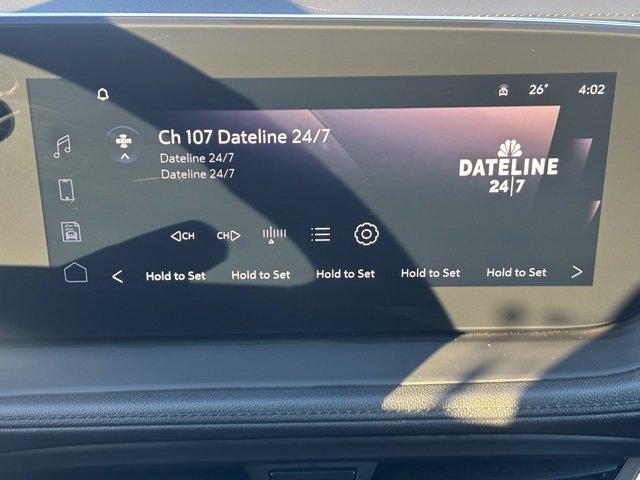 26° 4:02
Ch 107 Dateline 24/7
Dateline 24/7
Dateline 24/7
DATELINE
24|7
CH CH
Hold to Set Hold to Set Hold to Set Hold to Set Hold to Set